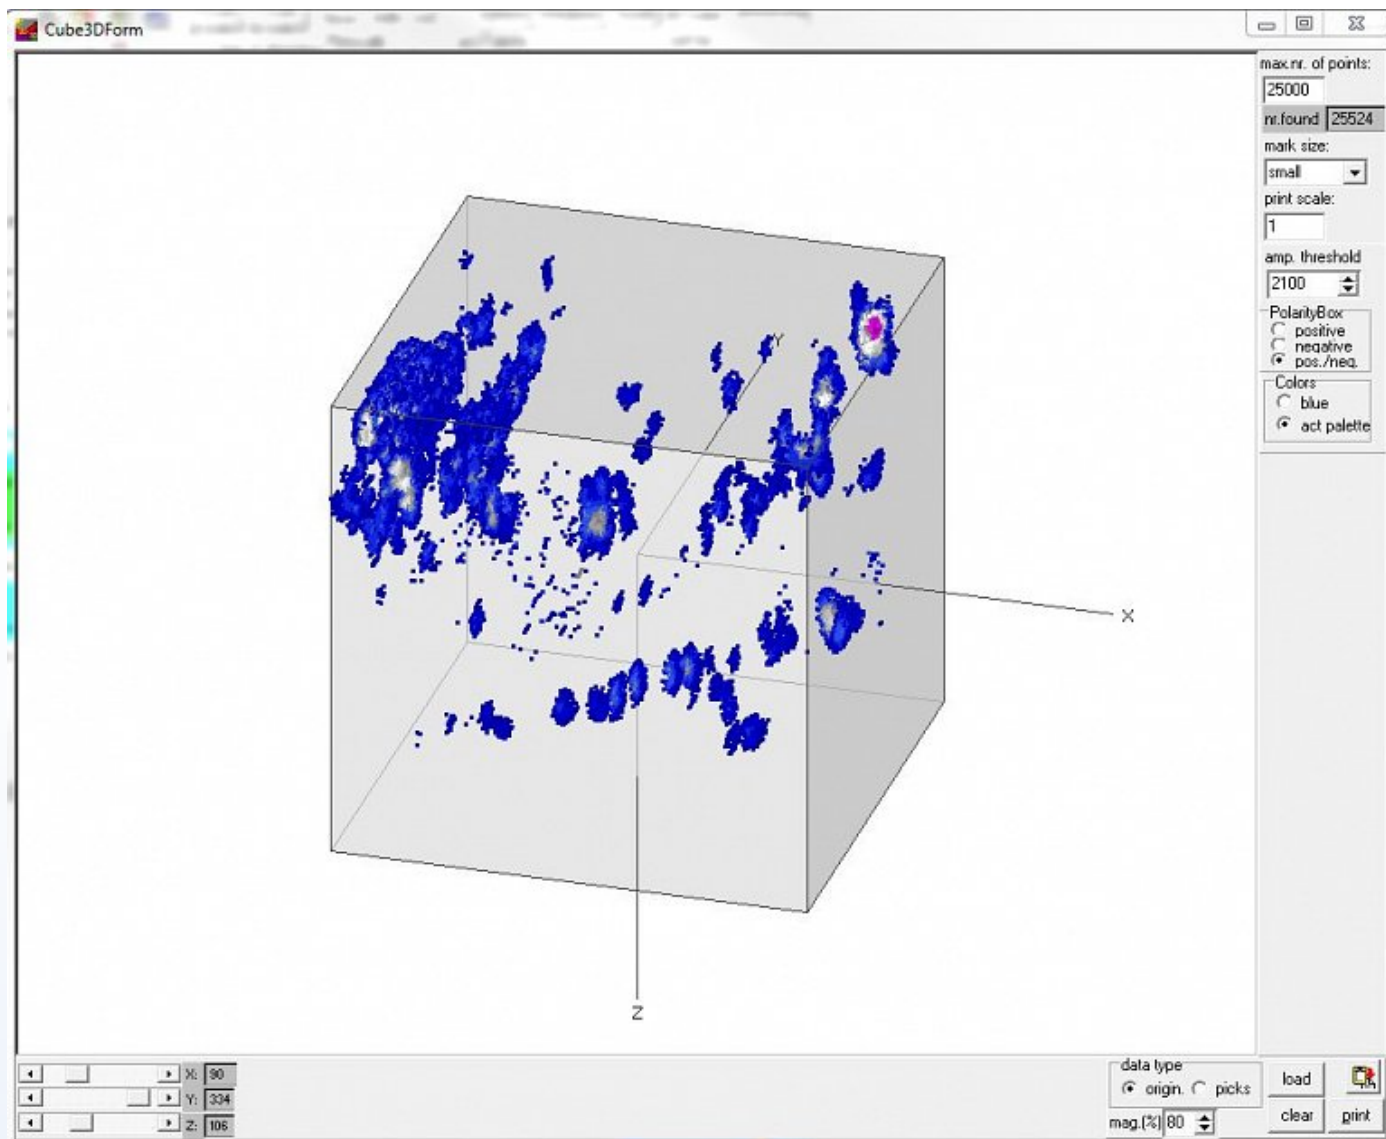 Cube3DForm
max.nr. of points:
25000
nr.found 25524
mark size:
small
print scale:
1
amp. threshold
2100
PolarityBox
positive
negative
pos./neg.
Colors
blue
act palette
Y
X
Z
X: 90
Y: 334
Z: 106
data type
origin. picks
mag.(%) 80
load
clear print